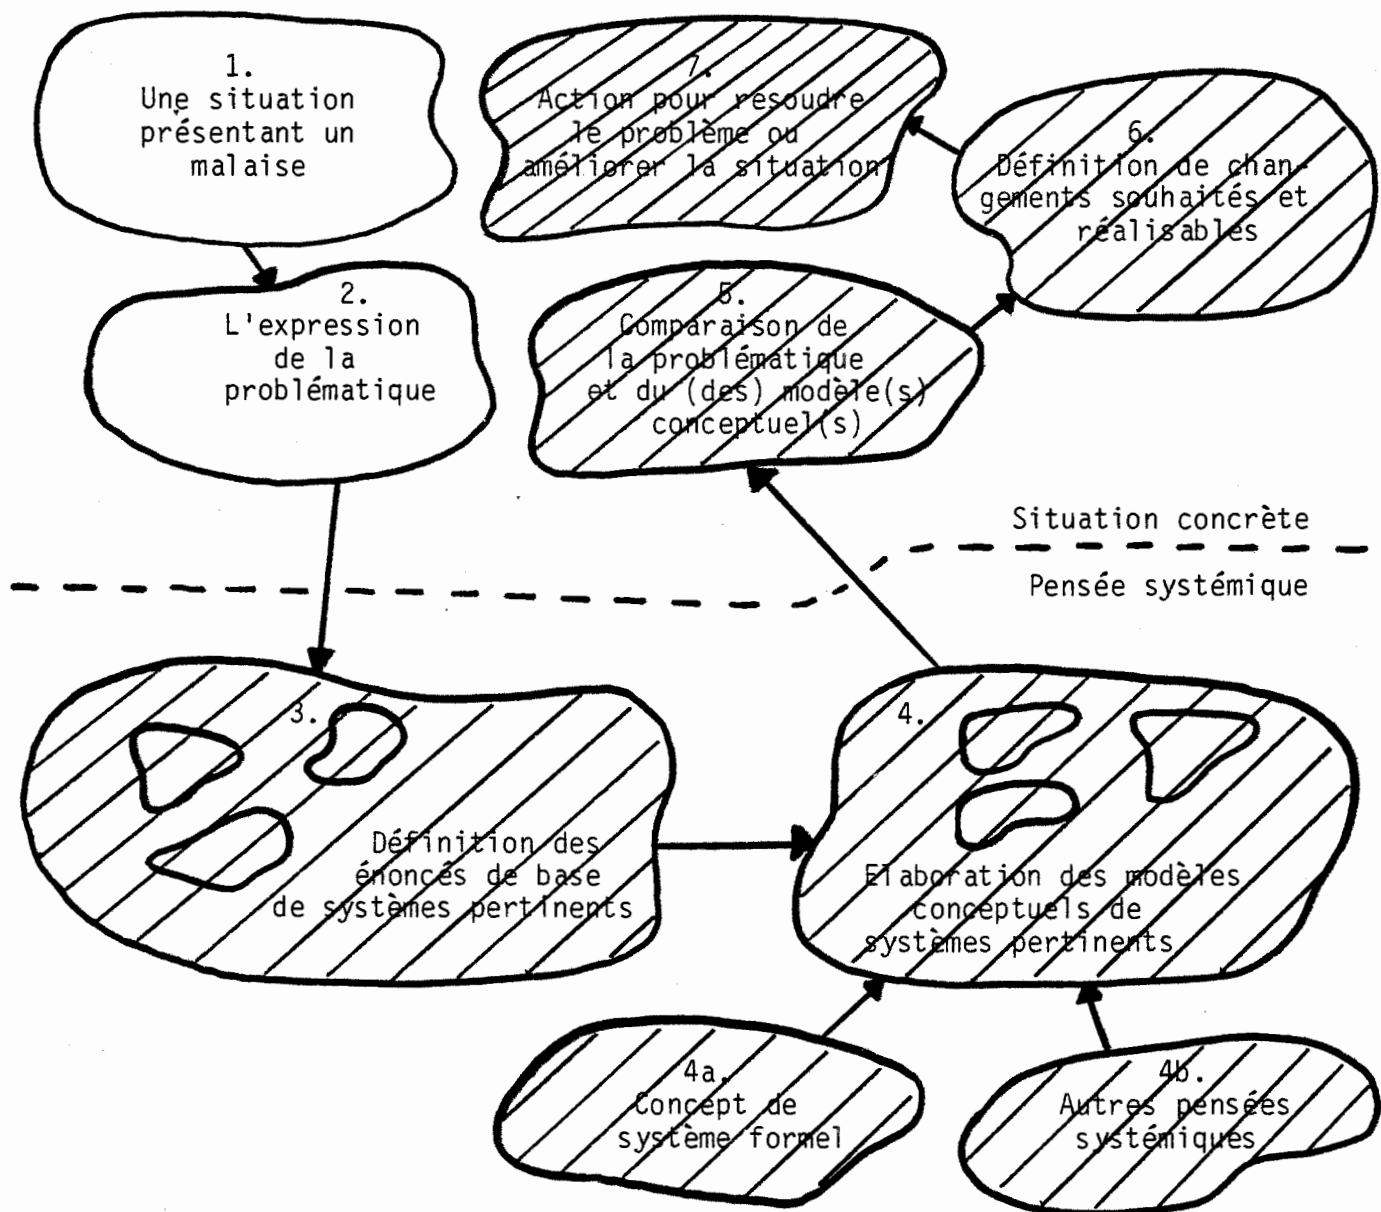 1.
Une situation
présentant un
malaise
2.
L'expression
de la
problématique
3.
Définition des
énoncés de base
de systèmes pertinents
4.
Elaboration des modèles
conceptuels de
systèmes pertinents
4a.
Concept de
système formel
4b.
Autres pensées
systémiques
5.
Comparaison de
la problématique
et du (des) modèle(s)
conceptuel(s)
6.
Définition de chan-
gements souhaités et
réalisables
7.
Action pour résoudre
le problème ou
améliorer la situation
Situation concrète
Pensée systémique